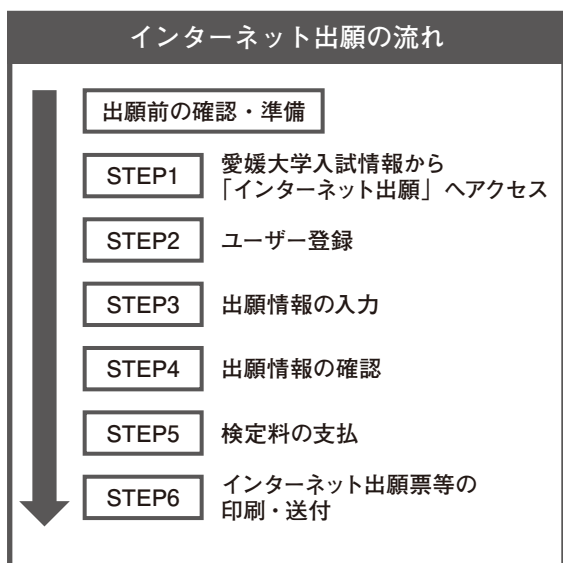 インターネット出願の流れ
出願前の確認・準備
STEP1
愛媛大学入試情報から
「インターネット出願」へアクセス
STEP2 ユーザー登録
STEP3 出願情報の入力
STEP4 出願情報の確認
STEP5 検定料の支払
STEP6
インターネット出願票等の
印刷・送付